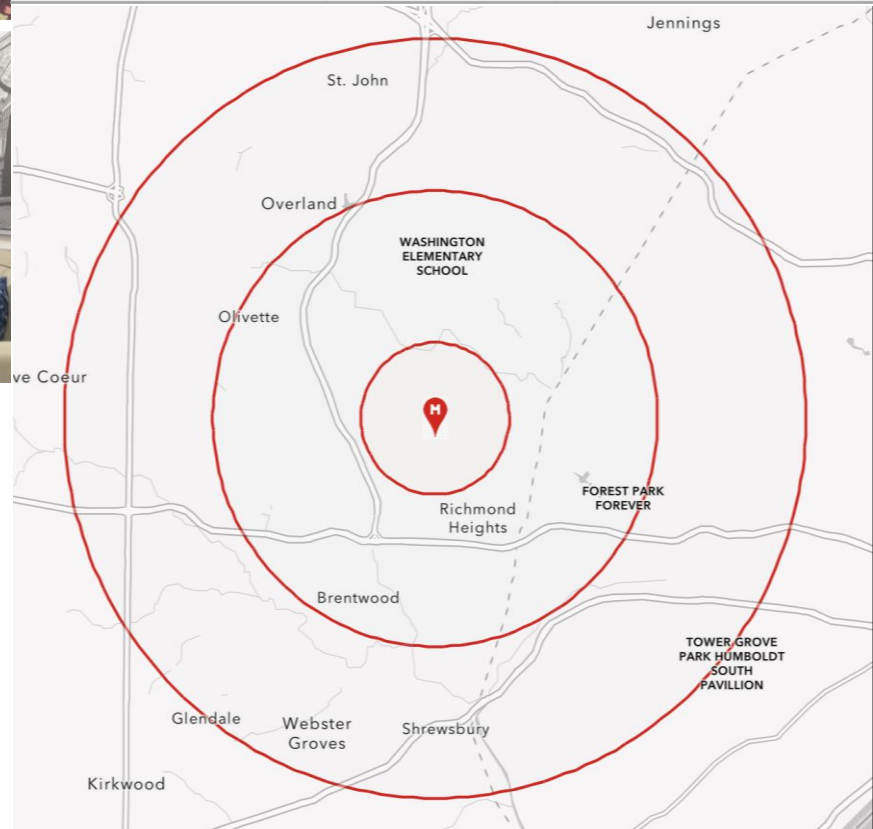 Jennings
St. John
Overland
WASHINGTON
ELEMENTARY
SCHOOL
Olivette
ve Coeur
M
FOREST PARK
FOREVER
Richmond
Heights
Brentwood
TOWER GROVE
PARK HUMBOLDT
SOUTH
PAVILLION
Glendale
Webster
Groves
Shrewsbury
Kirkwood